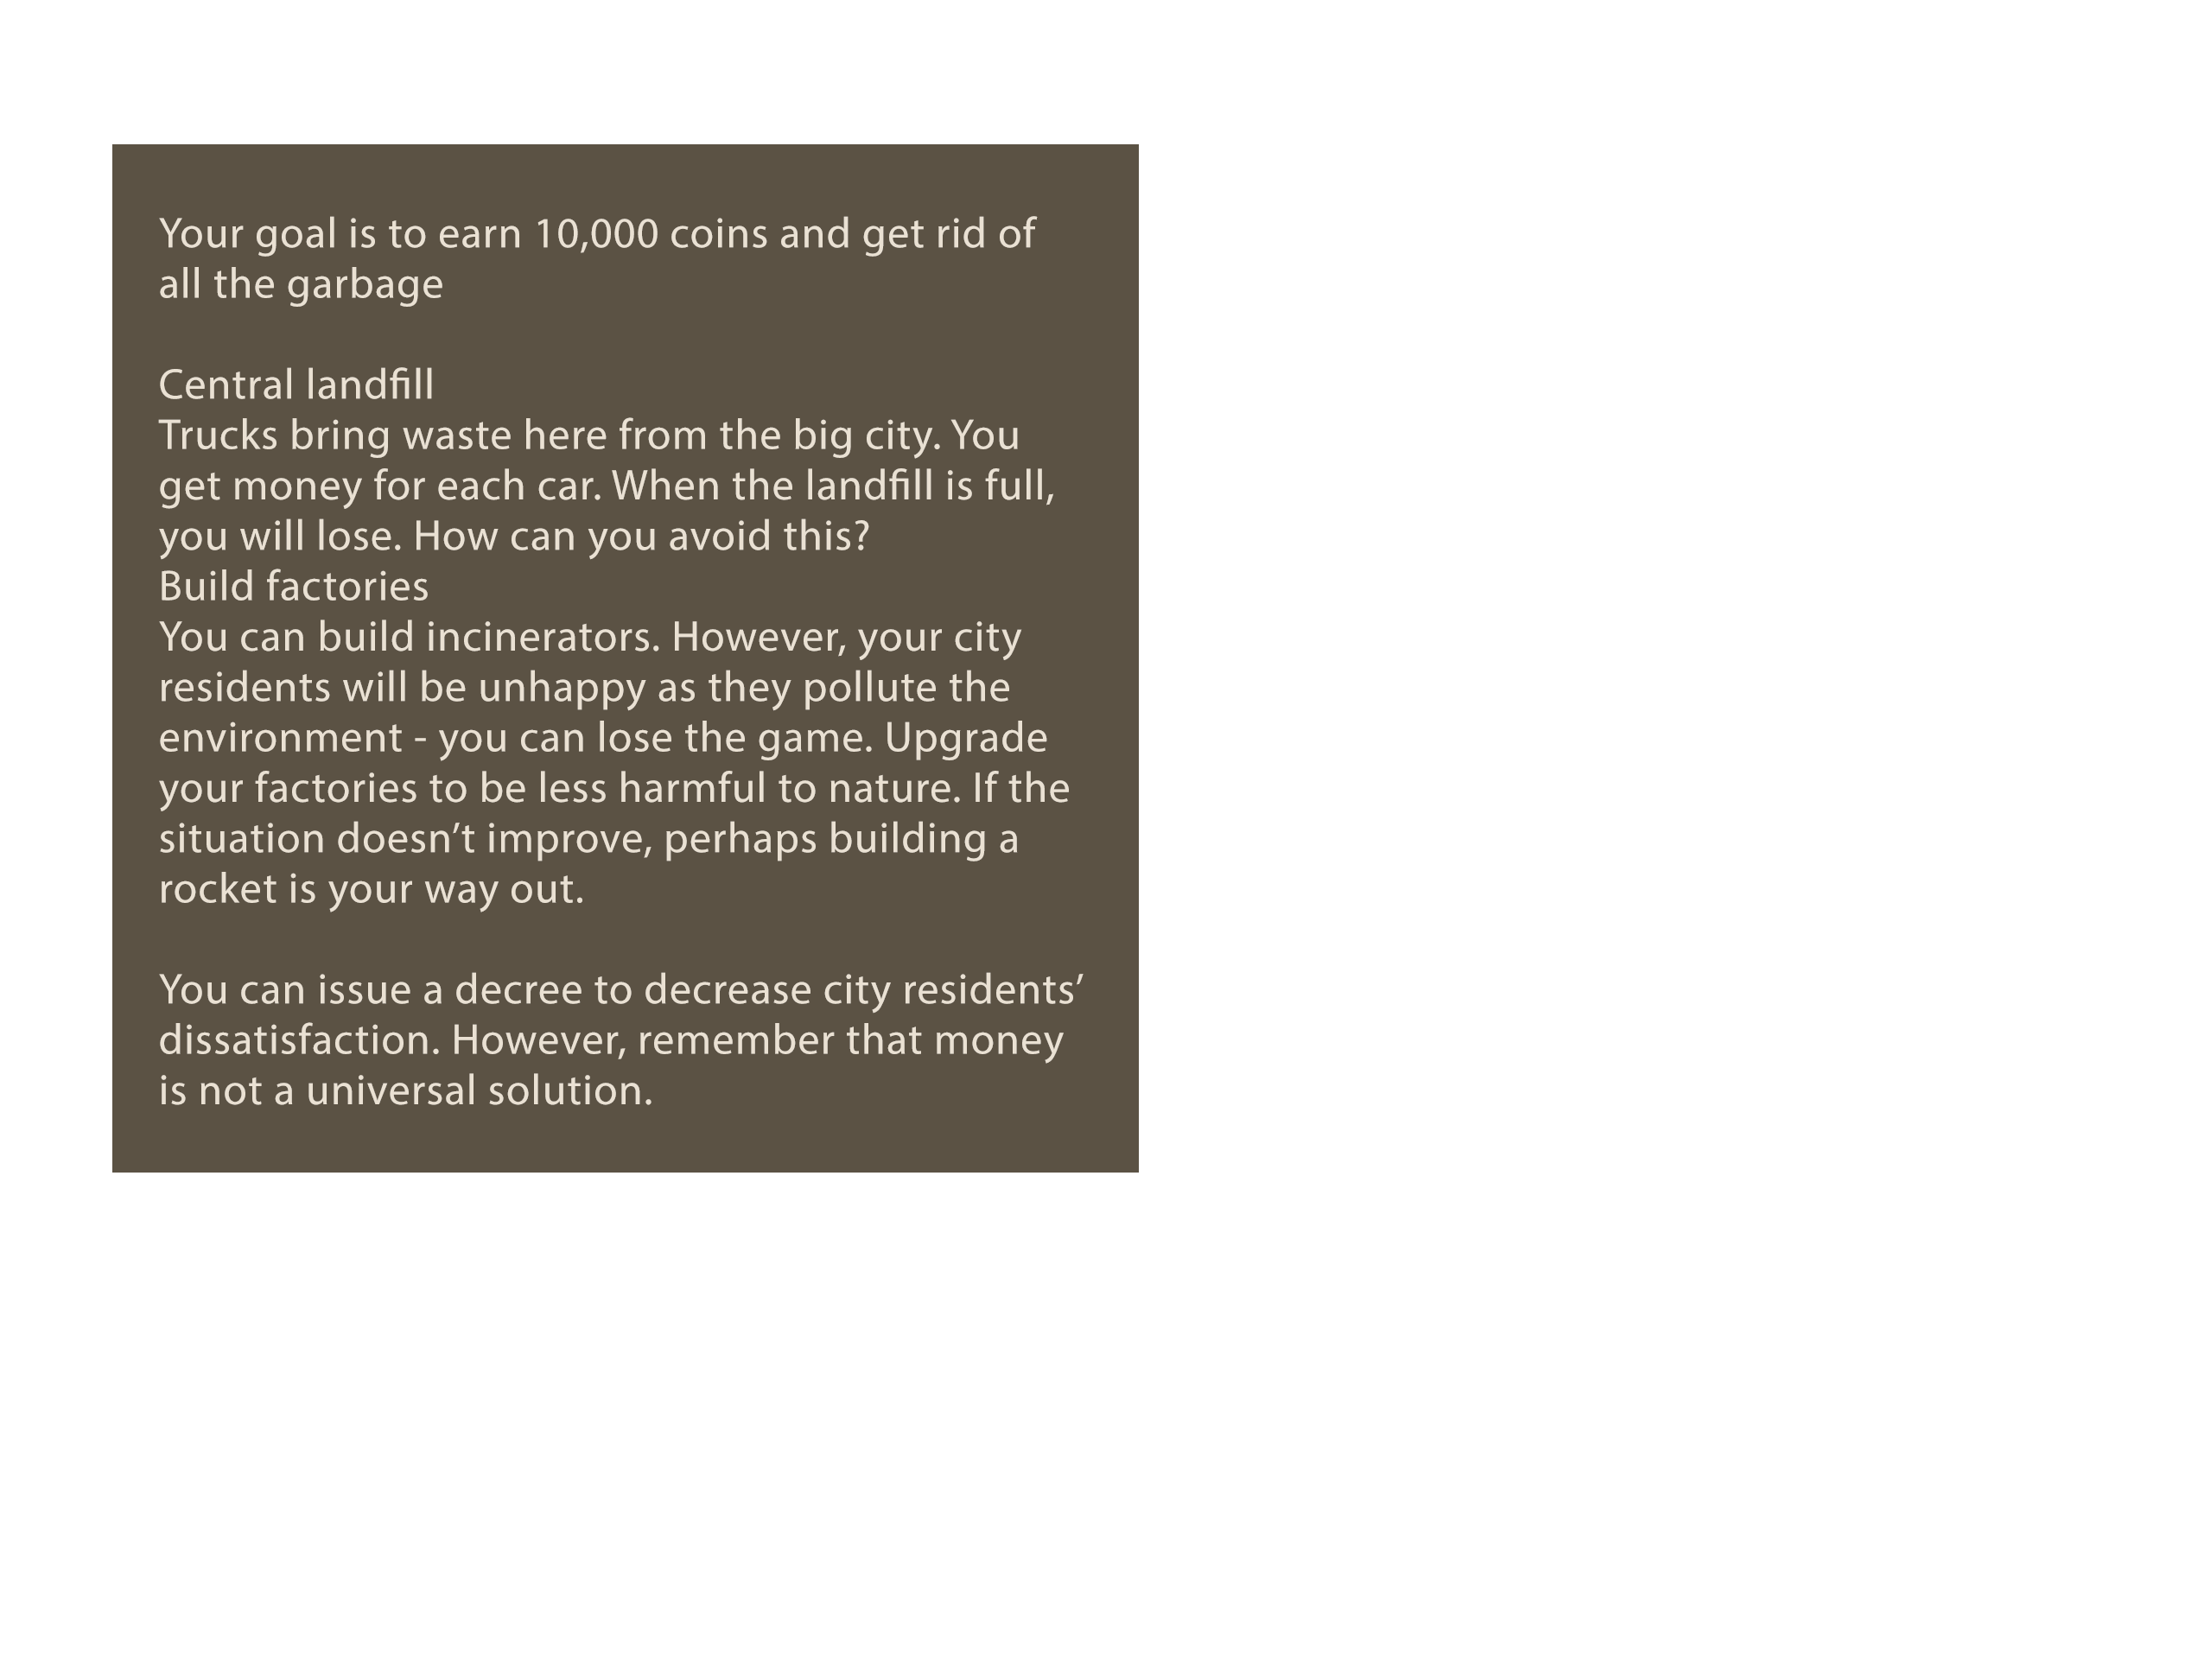 Your goal is to earn 10,000 coins and get rid of
all the garbage
Central landfill
Trucks bring waste here from the big city. You
get money for each car. When the landfill is full,
you will lose. How can you avoid this?
Build factories
You can build incinerators. However, your city
residents will be unhappy as they pollute the
environment - you can lose the game. Upgrade
your factories to be less harmful to nature. If the
situation doesn’t improve, perhaps building a
rocket is your way out.
You can issue a decree to decrease city residents’
dissatisfaction. However, remember that money
is not a universal solution.